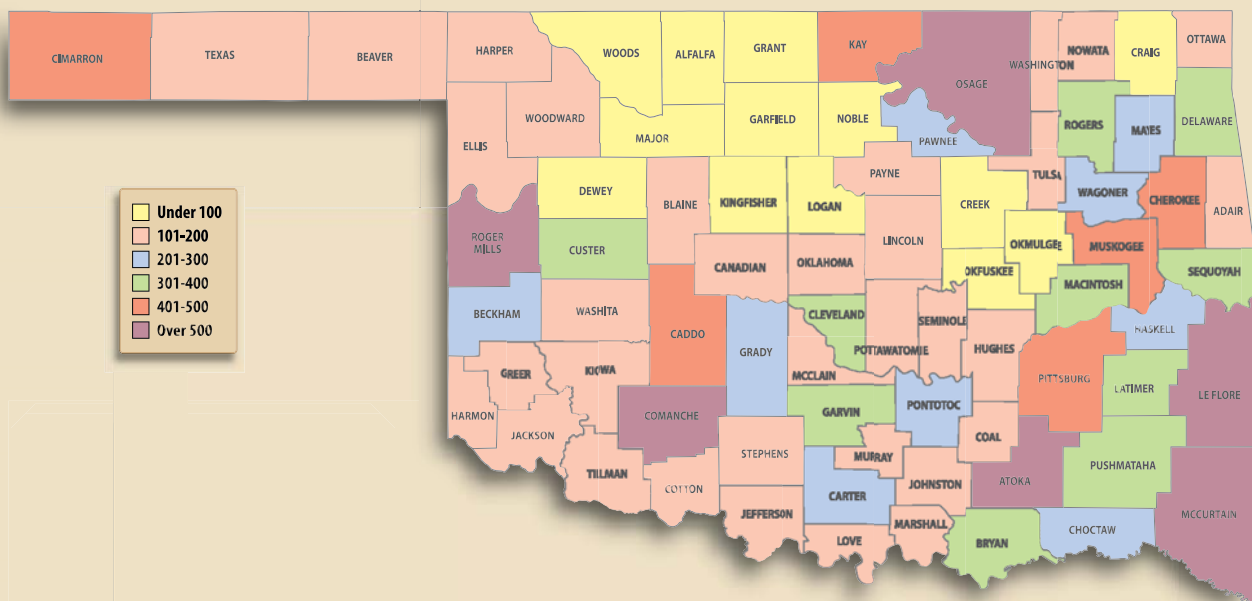 CIMARRON
TEXAS
BEAVER
HARPER
WOODS
ALFALFA
GRANT
KAY
OSAGE
WASHINGTON
NOWATA
CRAIG
OTTAWA
WOODWARD
ELLIS
MAJOR
GARFIELD
NOBLE
PAWNEE
ROGERS
MAYES
DELAWARE
DEWEY
BLAINE
KINGFISHER
LOGAN
PAYNE
CREEK
TULSA
WAGONER
CHEROKEE
ADAIR
Under 100
101-200
201-300
301-400
401-500
Over 500
ROGER
MILLS
CUSTER
CANADIAN
OKLAHOMA
LINCOLN
OKMULGEE
MUSKOGEE
OKFUSKEE
MACINTOSH
SEQUOYAH
BECKHAM
WASHITA
CADDO
GRADY
CLEVELAND
SEMINOLE
POTTAWATOMIE
HUGHES
HASKELL
GREER
KIOWA
MCCLAIN
PITTSBURG
LATIMER
LE FLORE
HARMON
JACKSON
COMANCHE
GARVIN
PONTOTOC
COAL
STEPHENS
MURRAY
PUSHMATAHA
TILLMAN
COTTON
CARTER
JOHNSTON
ATOKA
JEFFERSON
MARSHALL
MCCURTAIN
LOVE
BRYAN
CHOCTAW